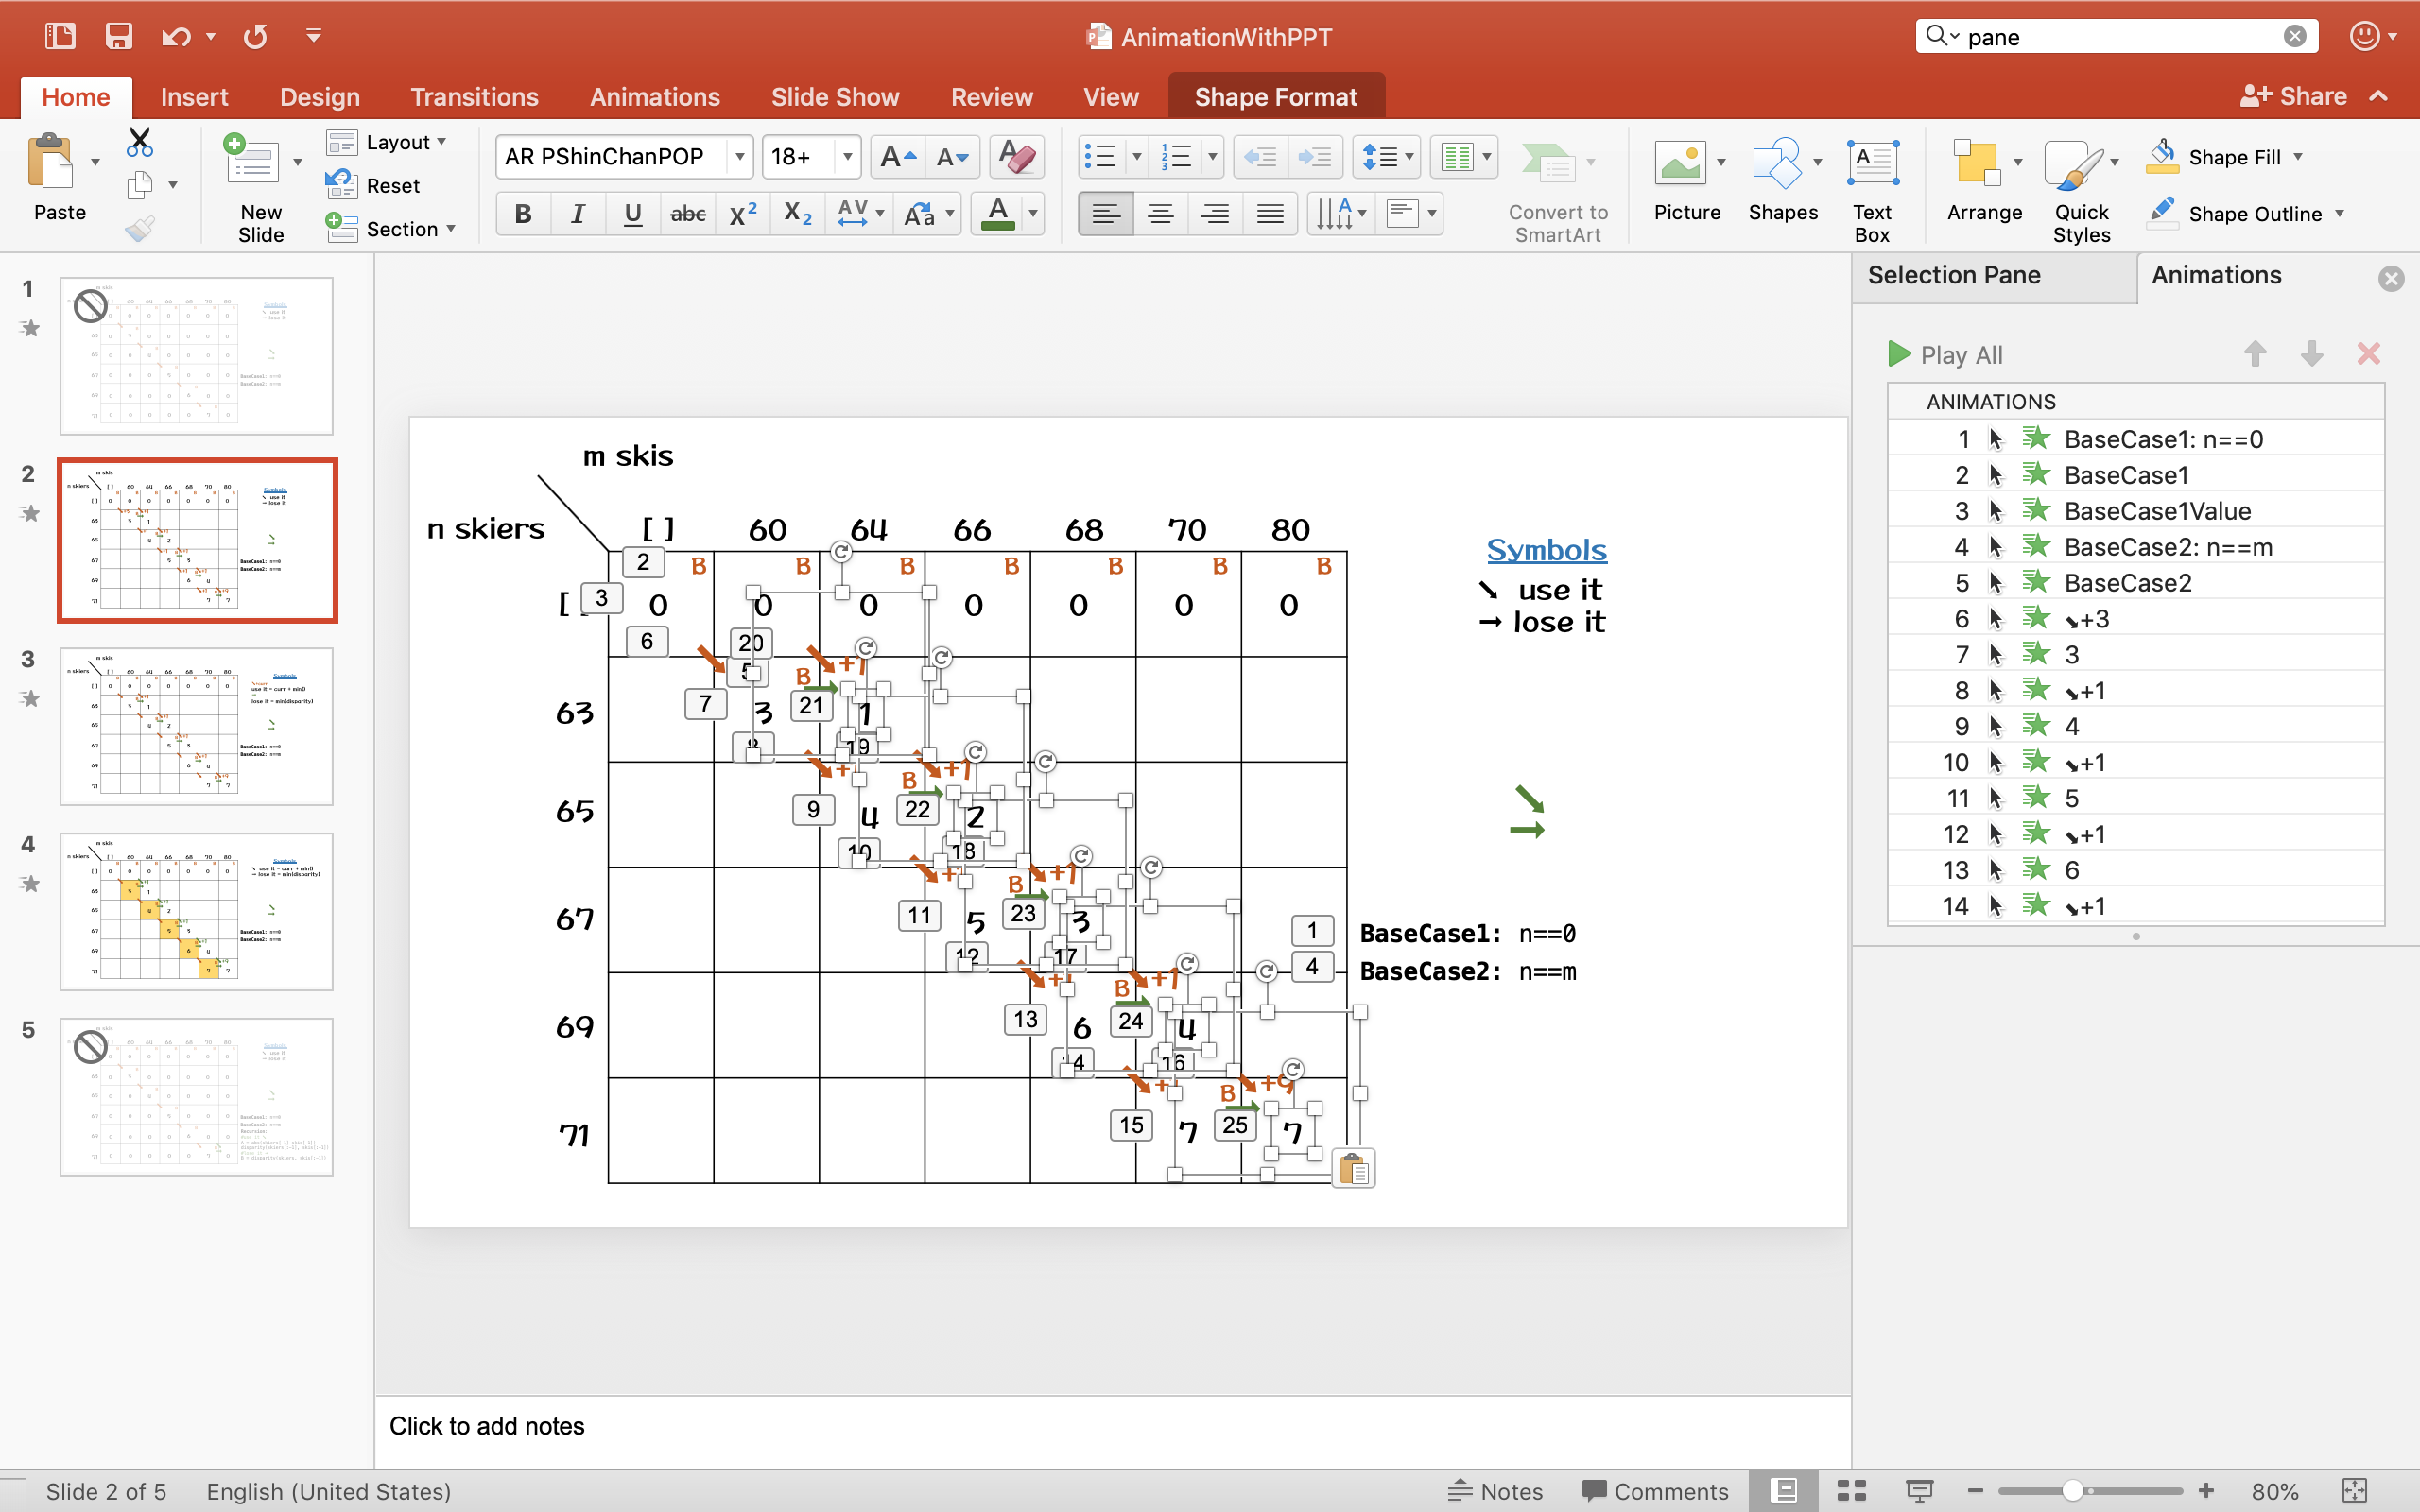 AnimationWithPPT
pane
Home Insert Design Transitions Animations Slide Show Review View Shape Format Share
Paste
New Slide
Layout
Reset
Section
AR PShinChanPOP 18+
B I U abc X2 X2 AV Aa A
Convert to SmartArt
Picture
Shapes
Text Box
Arrange
Quick Styles
Shape Fill
Shape Outline
1
2
3
4
5
m skis
n skiers [ ] 60 64 66 68 70 80
2 B B B B B B B
[ 3 0 0 0 0 0 0 0
6 20
5 +1
B
63 7 3 21 1
8 19
+ +1
B
65 9 4 22 2
10 18
+ +1
B
67 11 5 23 3
12 17
+ +1
B
69 13 6 24 4
14 16
+ +9
B
71 15 7 25 7
Symbols
↘ use it
→ lose it
↘
→
1 BaseCase1: n==0
4 BaseCase2: n==m
Selection Pane Animations
Play All
ANIMATIONS
1 BaseCase1: n==0
2 BaseCase1
3 BaseCase1Value
4 BaseCase2: n==m
5 BaseCase2
6 ↘+3
7 3
8 ↘+1
9 4
10 ↘+1
11 5
12 ↘+1
13 6
14 ↘+1
Click to add notes
Slide 2 of 5 English (United States) Notes Comments 80%